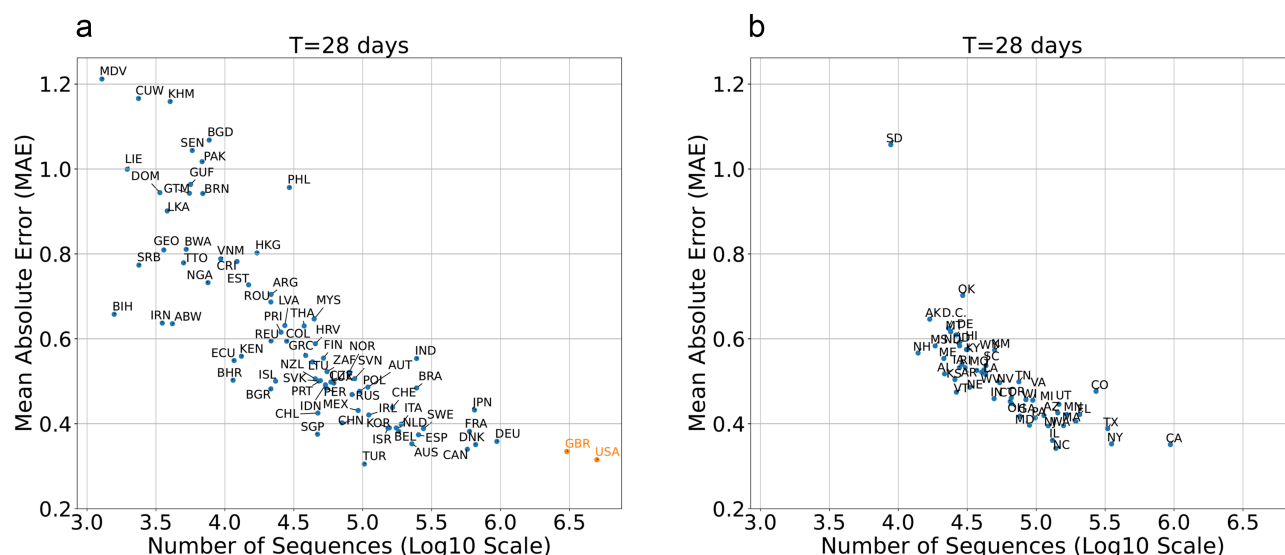 a
T=28 days
Mean Absolute Error (MAE)
1.2
1.0
0.8
0.6
0.4
0.2
MDV
CUW
KHM
BGD
SEN
PAK
LIE
DOM
GUF
GTM
BRN
PHL
LKA
GEO
BWA
VNM
HKG
SRB
TTO
CRI
NGA
EST
ARG
ROU
LVA
MYS
BIH
IRN
ABW
PRI
THA
REU
COL
HRV
ECU
KEN
GRC
FIN
NOR
IND
NZL
LTU
ZAF
SVN
AUT
BHR
ISL
SVK
POL
BRA
BGR
PRT
PER
RUS
CHE
IDN
MEX
IRL
ITA
SWE
JPN
CHL
CHN
KOR
NLD
FRA
SGP
ISR
BEL
ESP
DNK
DEU
TUR
AUS
CAN
GBR
USA
3.0 3.5 4.0 4.5 5.0 5.5 6.0 6.5
Number of Sequences (Log10 Scale)
b
T=28 days
Mean Absolute Error (MAE)
1.2
1.0
0.8
0.6
0.4
0.2
SD
OK
AK
D.C.
MT
DE
HI
NH
MS
KY
NM
ME
RI
SC
AL
KS
AR
MO
LA
VT
NE
WV
NV
TN
VA
CO
IN
CT
OR
WI
MI
UT
GA
AZ
MN
FL
MD
PA
NJ
WA
MA
TX
IL
NC
NY
CA
3.0 3.5 4.0 4.5 5.0 5.5 6.0 6.5
Number of Sequences (Log10 Scale)